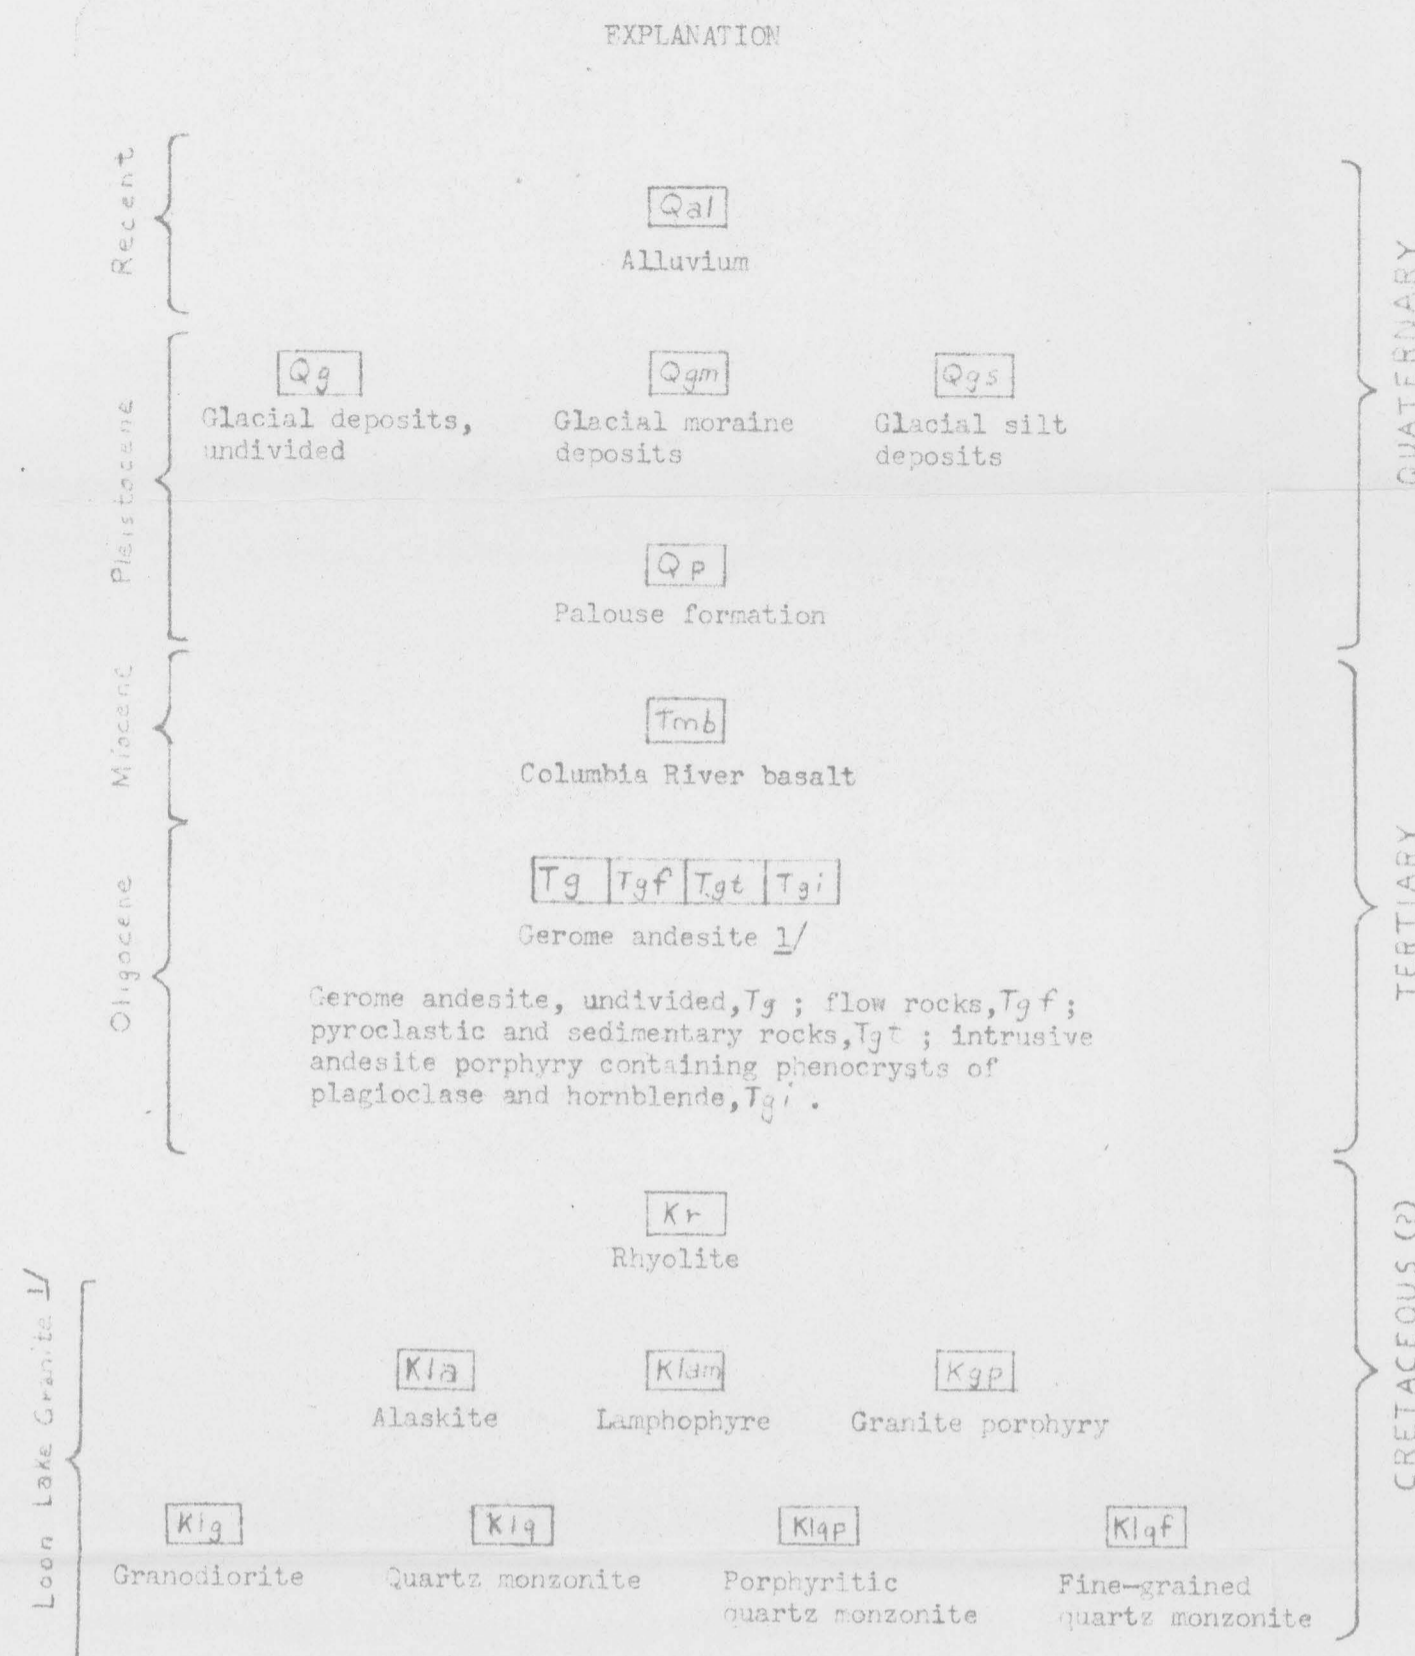 EXPLANATION
Recent
Qal
Alluvium
QUATERNARY
Pleistocene
Qg
Qgm
Qgs
Glacial deposits,
undivided
Glacial moraine
deposits
Glacial silt
deposits
Qp
Palouse formation
Miocene
Tmb
Columbia River basalt
TERTIARY
Oligocene
Tg Tgf Tgt Tgi
Gerome andesite 1/
Gerome andesite, undivided, Tg ; flow rocks, Tgf ;
pyroclastic and sedimentary rocks, Tgt ; intrusive
andesite porphyry containing phenocrysts of
plagioclase and hornblende, Tgi .
Kr
Rhyolite
CRETACEOUS (?)
Loon Lake Granite 1/
Kla
Klam
Kgp
Alaskite
Lamphophyre
Granite porphyry
Klg
Klq
Klqp
Klqf
Granodiorite
Quartz monzonite
Porphyritic
quartz monzonite
Fine-grained
quartz monzonite